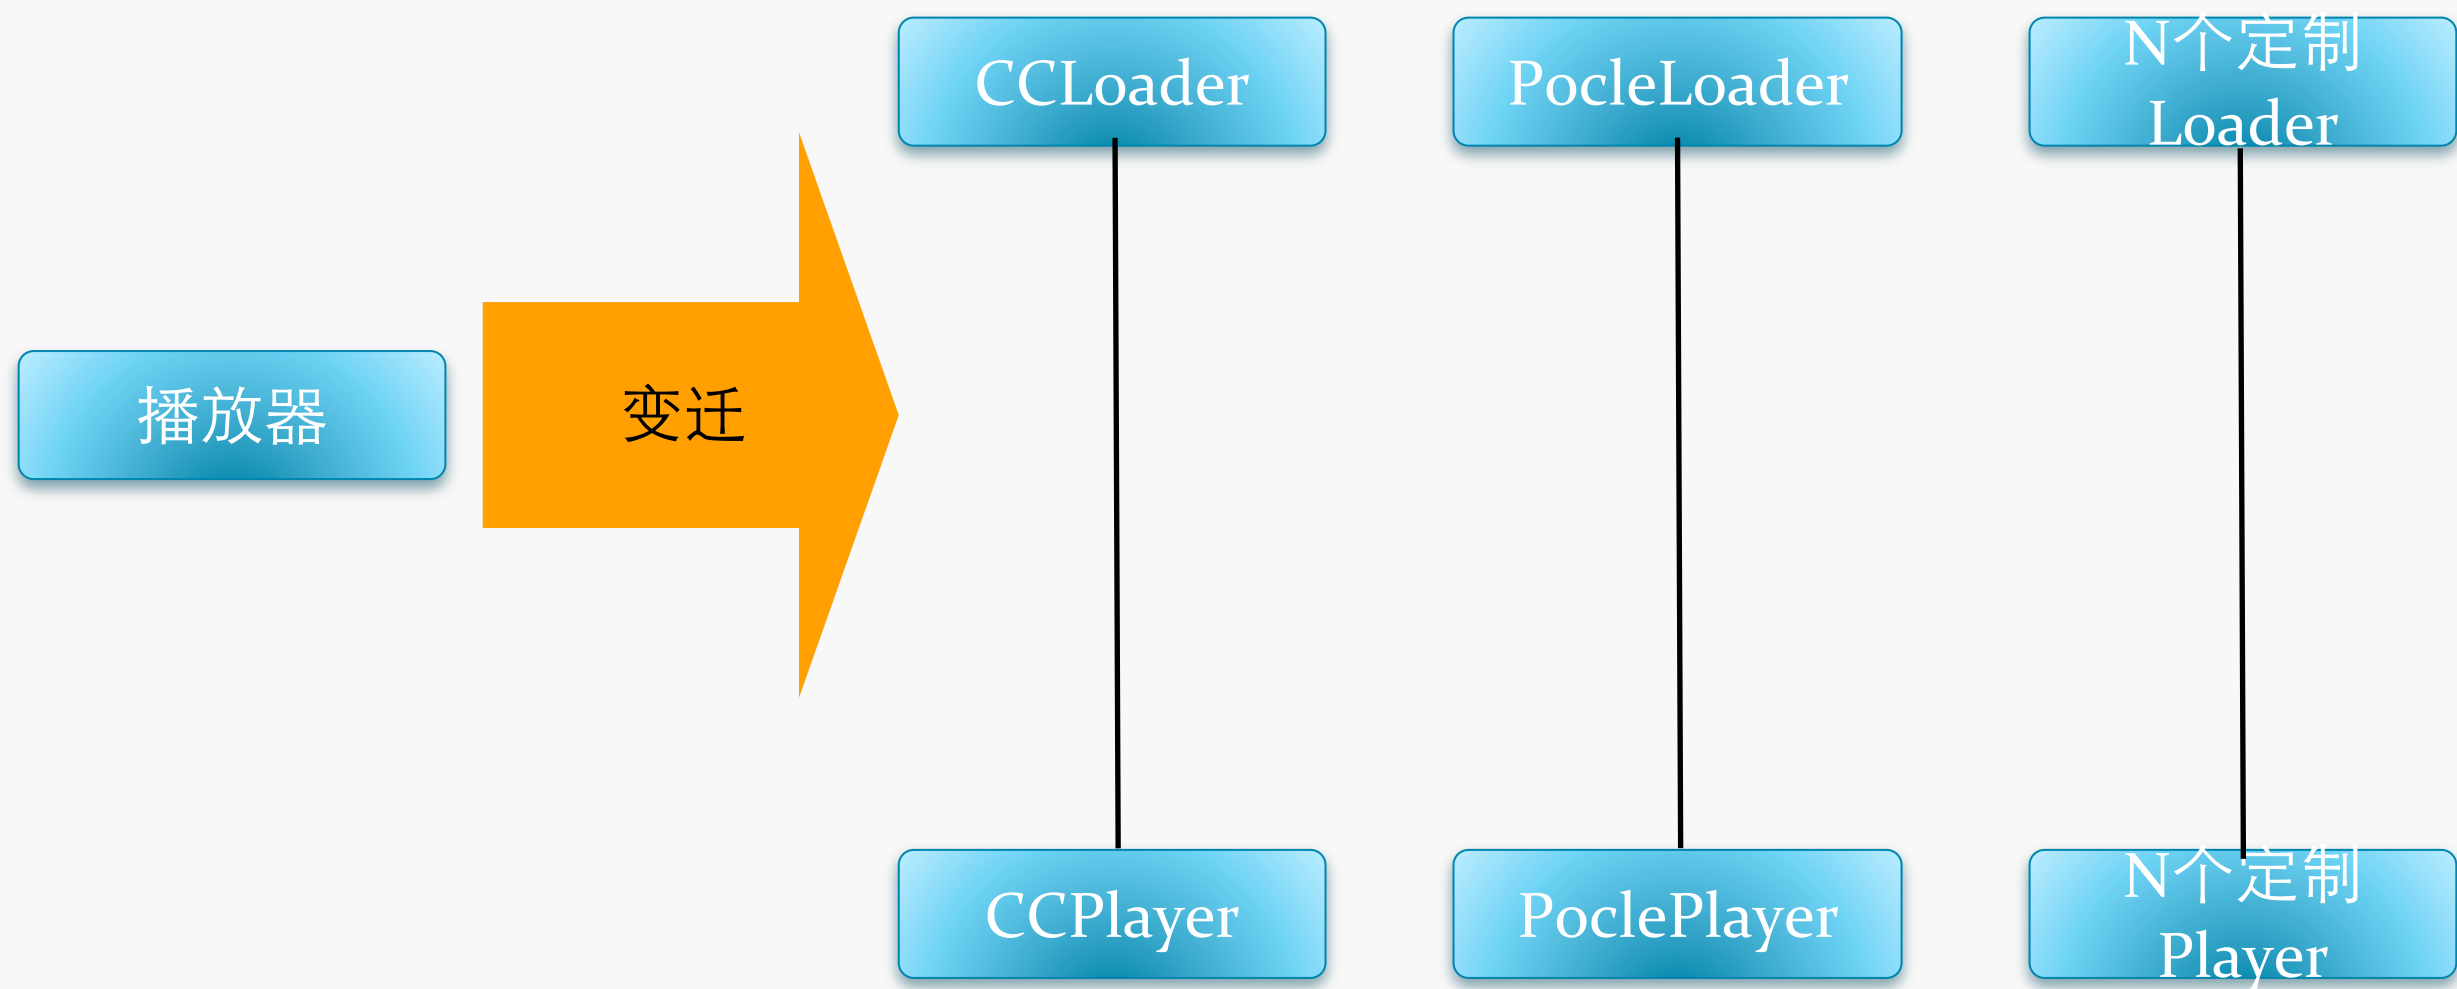 CCLoader
PocleLoader
N个定制
Loader
播放器
变迁
CCPlayer
PoclePlayer
N个定制
Player